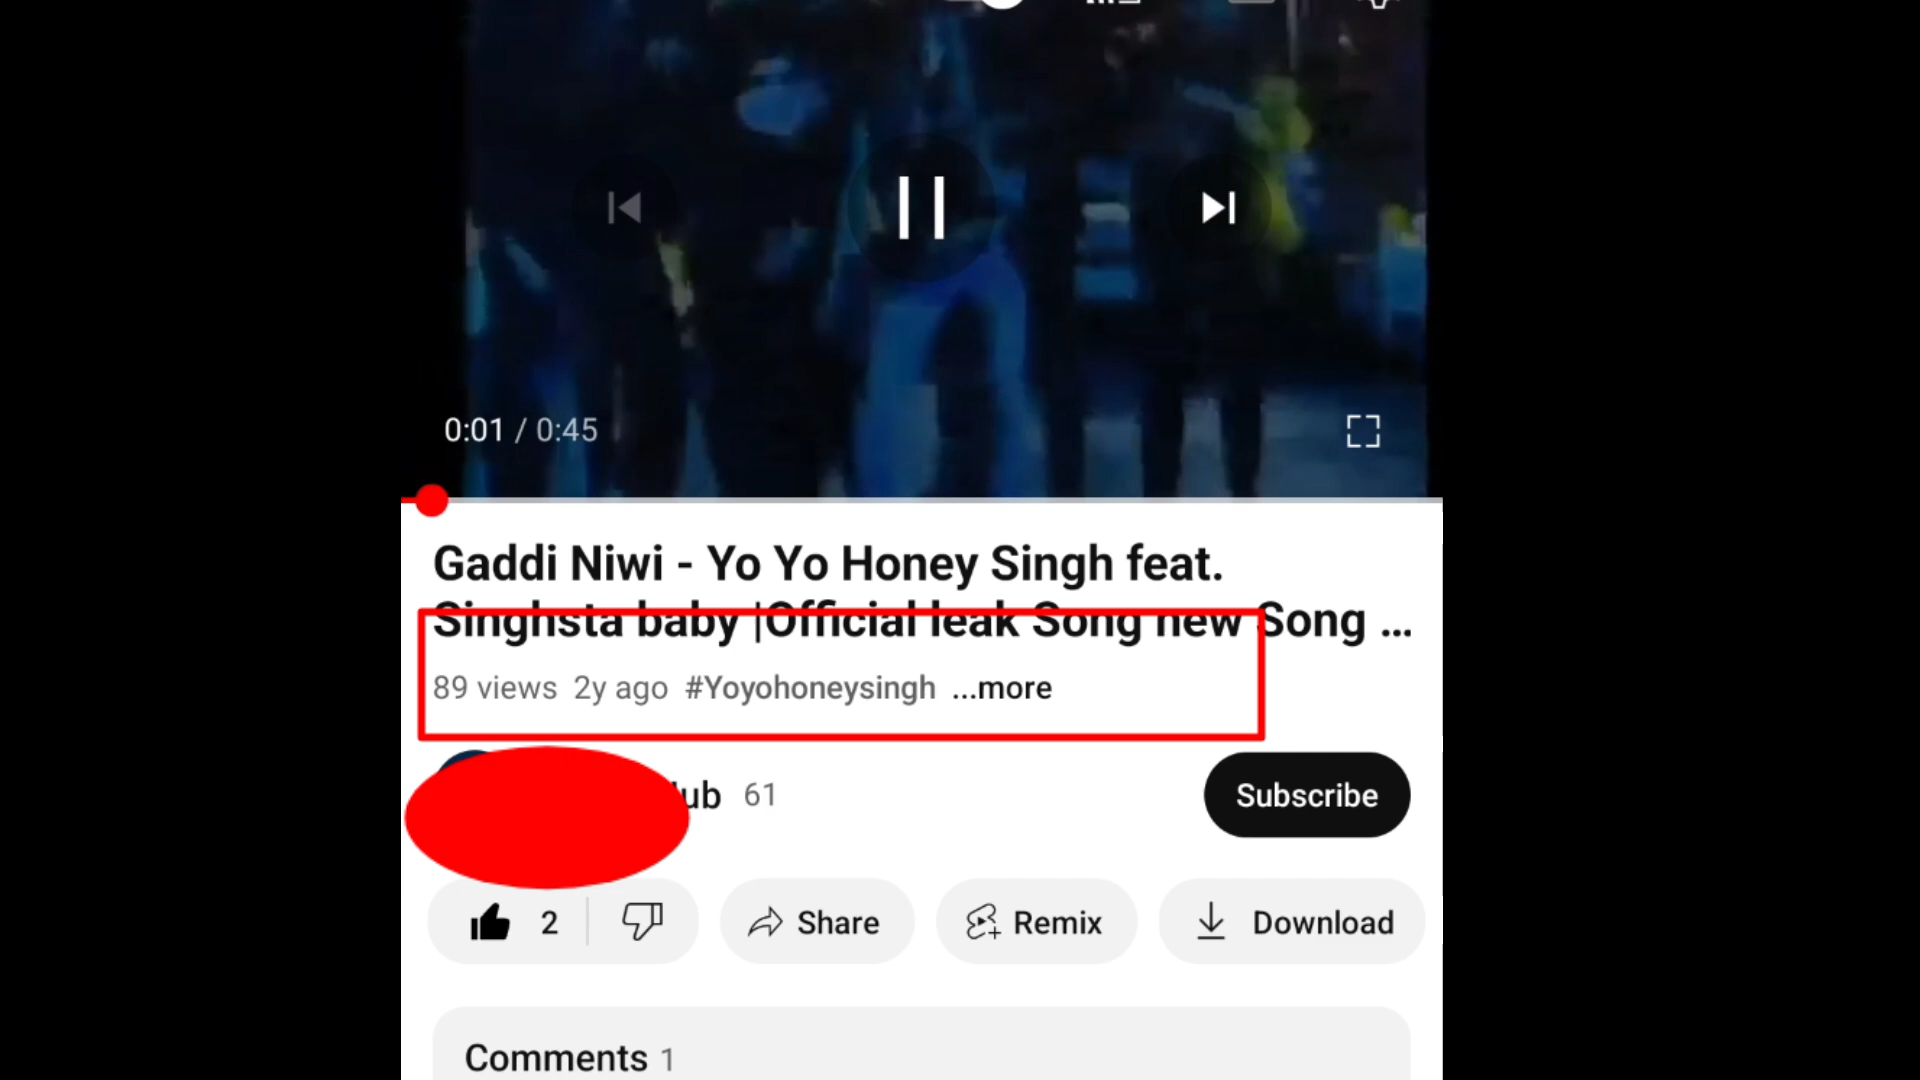 0:01 / 0:45
Gaddi Niwi - Yo Yo Honey Singh feat.
Singhsta baby |Official leak Song new Song ...
89 views 2y ago #Yoyohoneysingh ...more
61
Subscribe
2
Share
Remix
Download
Comments 1